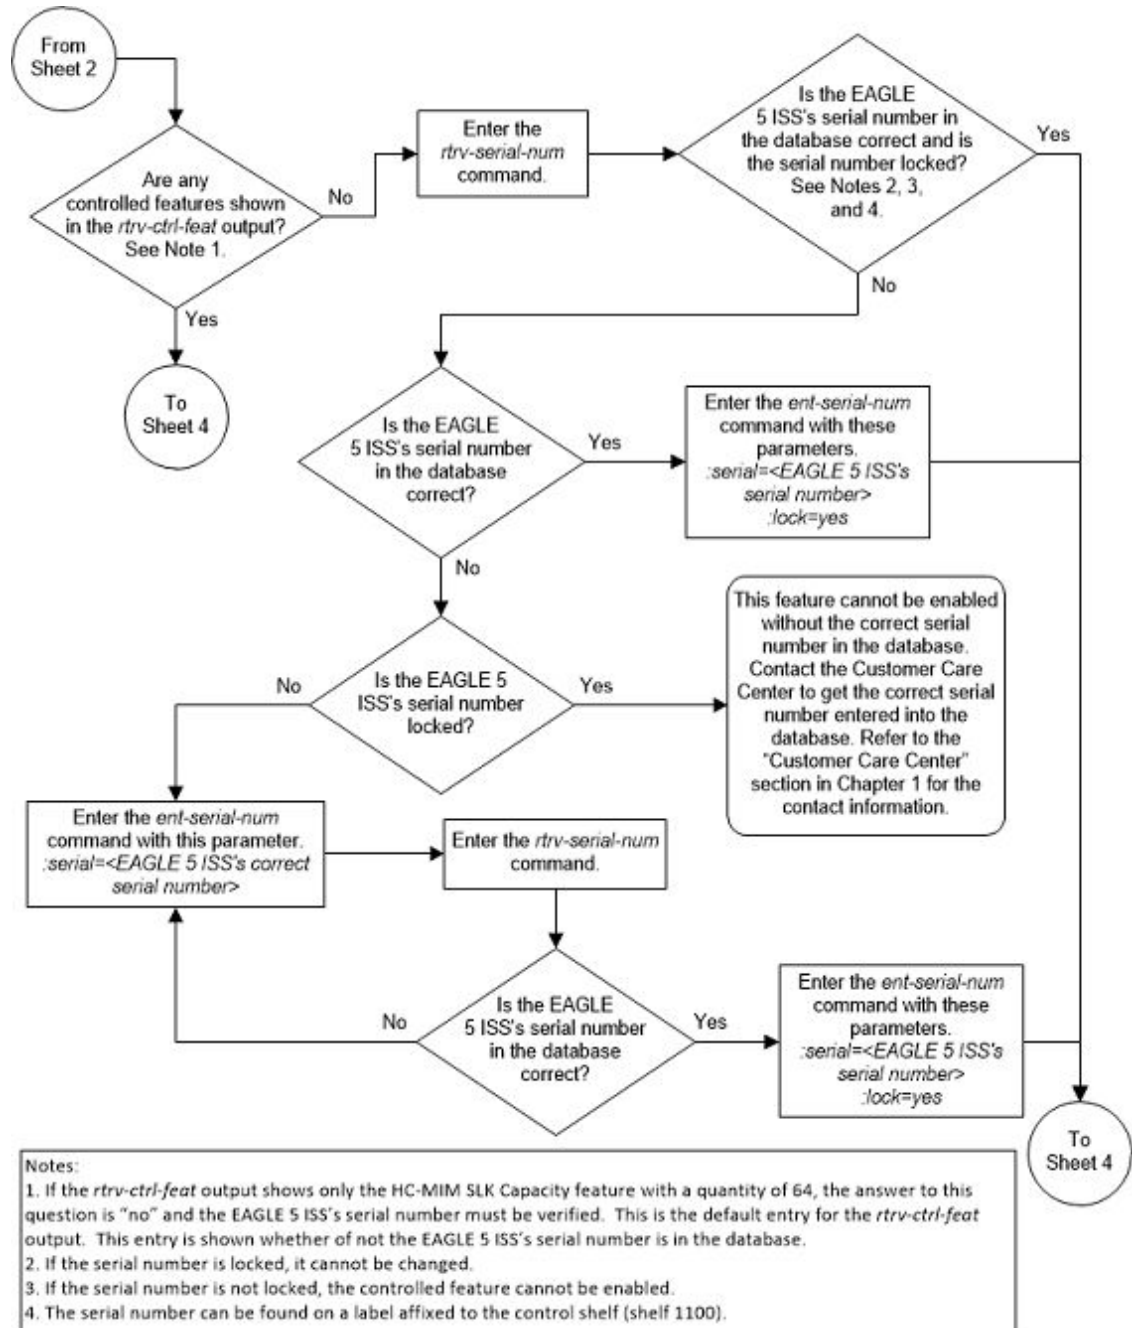 From
Sheet 2
Are any
controlled features shown
in the rtrv-ctrl-feat output?
See Note 1.
No
Yes
To
Sheet 4
Enter the
rtrv-serial-num
command.
Is the EAGLE
5 ISS's serial number in
the database correct and is
the serial number locked?
See Notes 2, 3,
and 4.
Yes
No
Is the EAGLE
5 ISS's serial number
in the database
correct?
Yes
Enter the ent-serial-num
command with these
parameters.
:serial=<EAGLE 5 ISS's
serial number>
:lock=yes
No
Is the EAGLE 5
ISS's serial number
locked?
No
Yes
This feature cannot be enabled
without the correct serial
number in the database.
Contact the Customer Care
Center to get the correct serial
number entered into the
database. Refer to the
"Customer Care Center"
section in Chapter 1 for the
contact information.
Enter the ent-serial-num
command with this parameter.
:serial=<EAGLE 5 ISS's correct
serial number>
Enter the rtrv-serial-num
command.
Is the EAGLE
5 ISS's serial number
in the database
correct?
No
Yes
Enter the ent-serial-num
command with these
parameters.
:serial=<EAGLE 5 ISS's
serial number>
:lock=yes
To
Sheet 4
Notes:
1. If the rtrv-ctrl-feat output shows only the HC-MIM SLK Capacity feature with a quantity of 64, the answer to this
question is "no" and the EAGLE 5 ISS's serial number must be verified. This is the default entry for the rtrv-ctrl-feat
output. This entry is shown whether of not the EAGLE 5 ISS's serial number is in the database.
2. If the serial number is locked, it cannot be changed.
3. If the serial number is not locked, the controlled feature cannot be enabled.
4. The serial number can be found on a label affixed to the control shelf (shelf 1100).